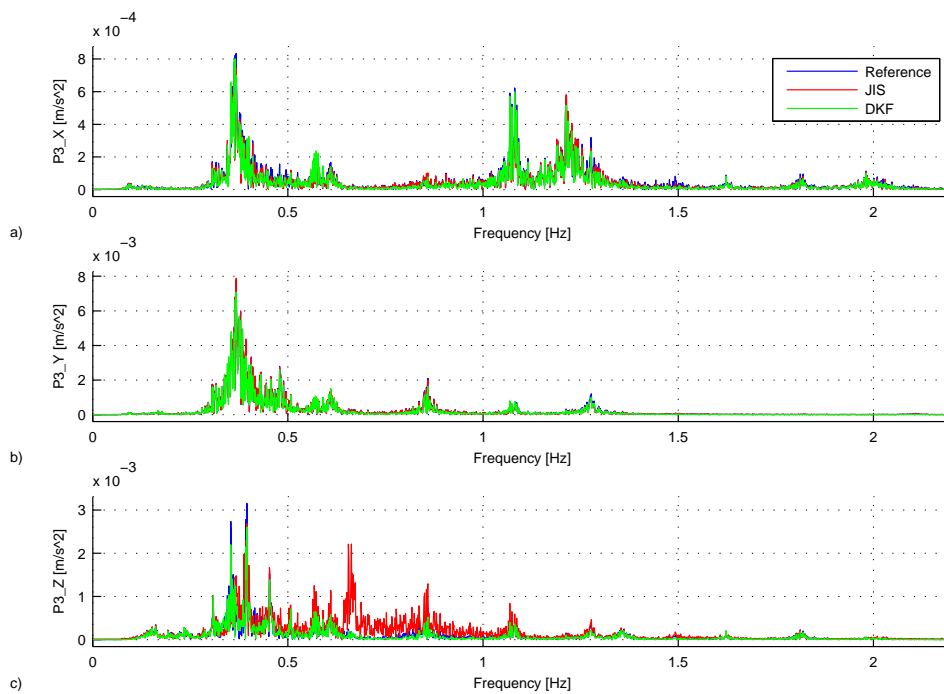 x 10 −4
8
6
4
2
0
P3_X [m/s^2]
Reference
JIS
DKF
0 0.5 1 1.5 2
Frequency [Hz]
a)
x 10 −3
8
6
4
2
0
P3_Y [m/s^2]
0 0.5 1 1.5 2
Frequency [Hz]
b)
x 10 −3
3
2
1
0
P3_Z [m/s^2]
0 0.5 1 1.5 2
Frequency [Hz]
c)